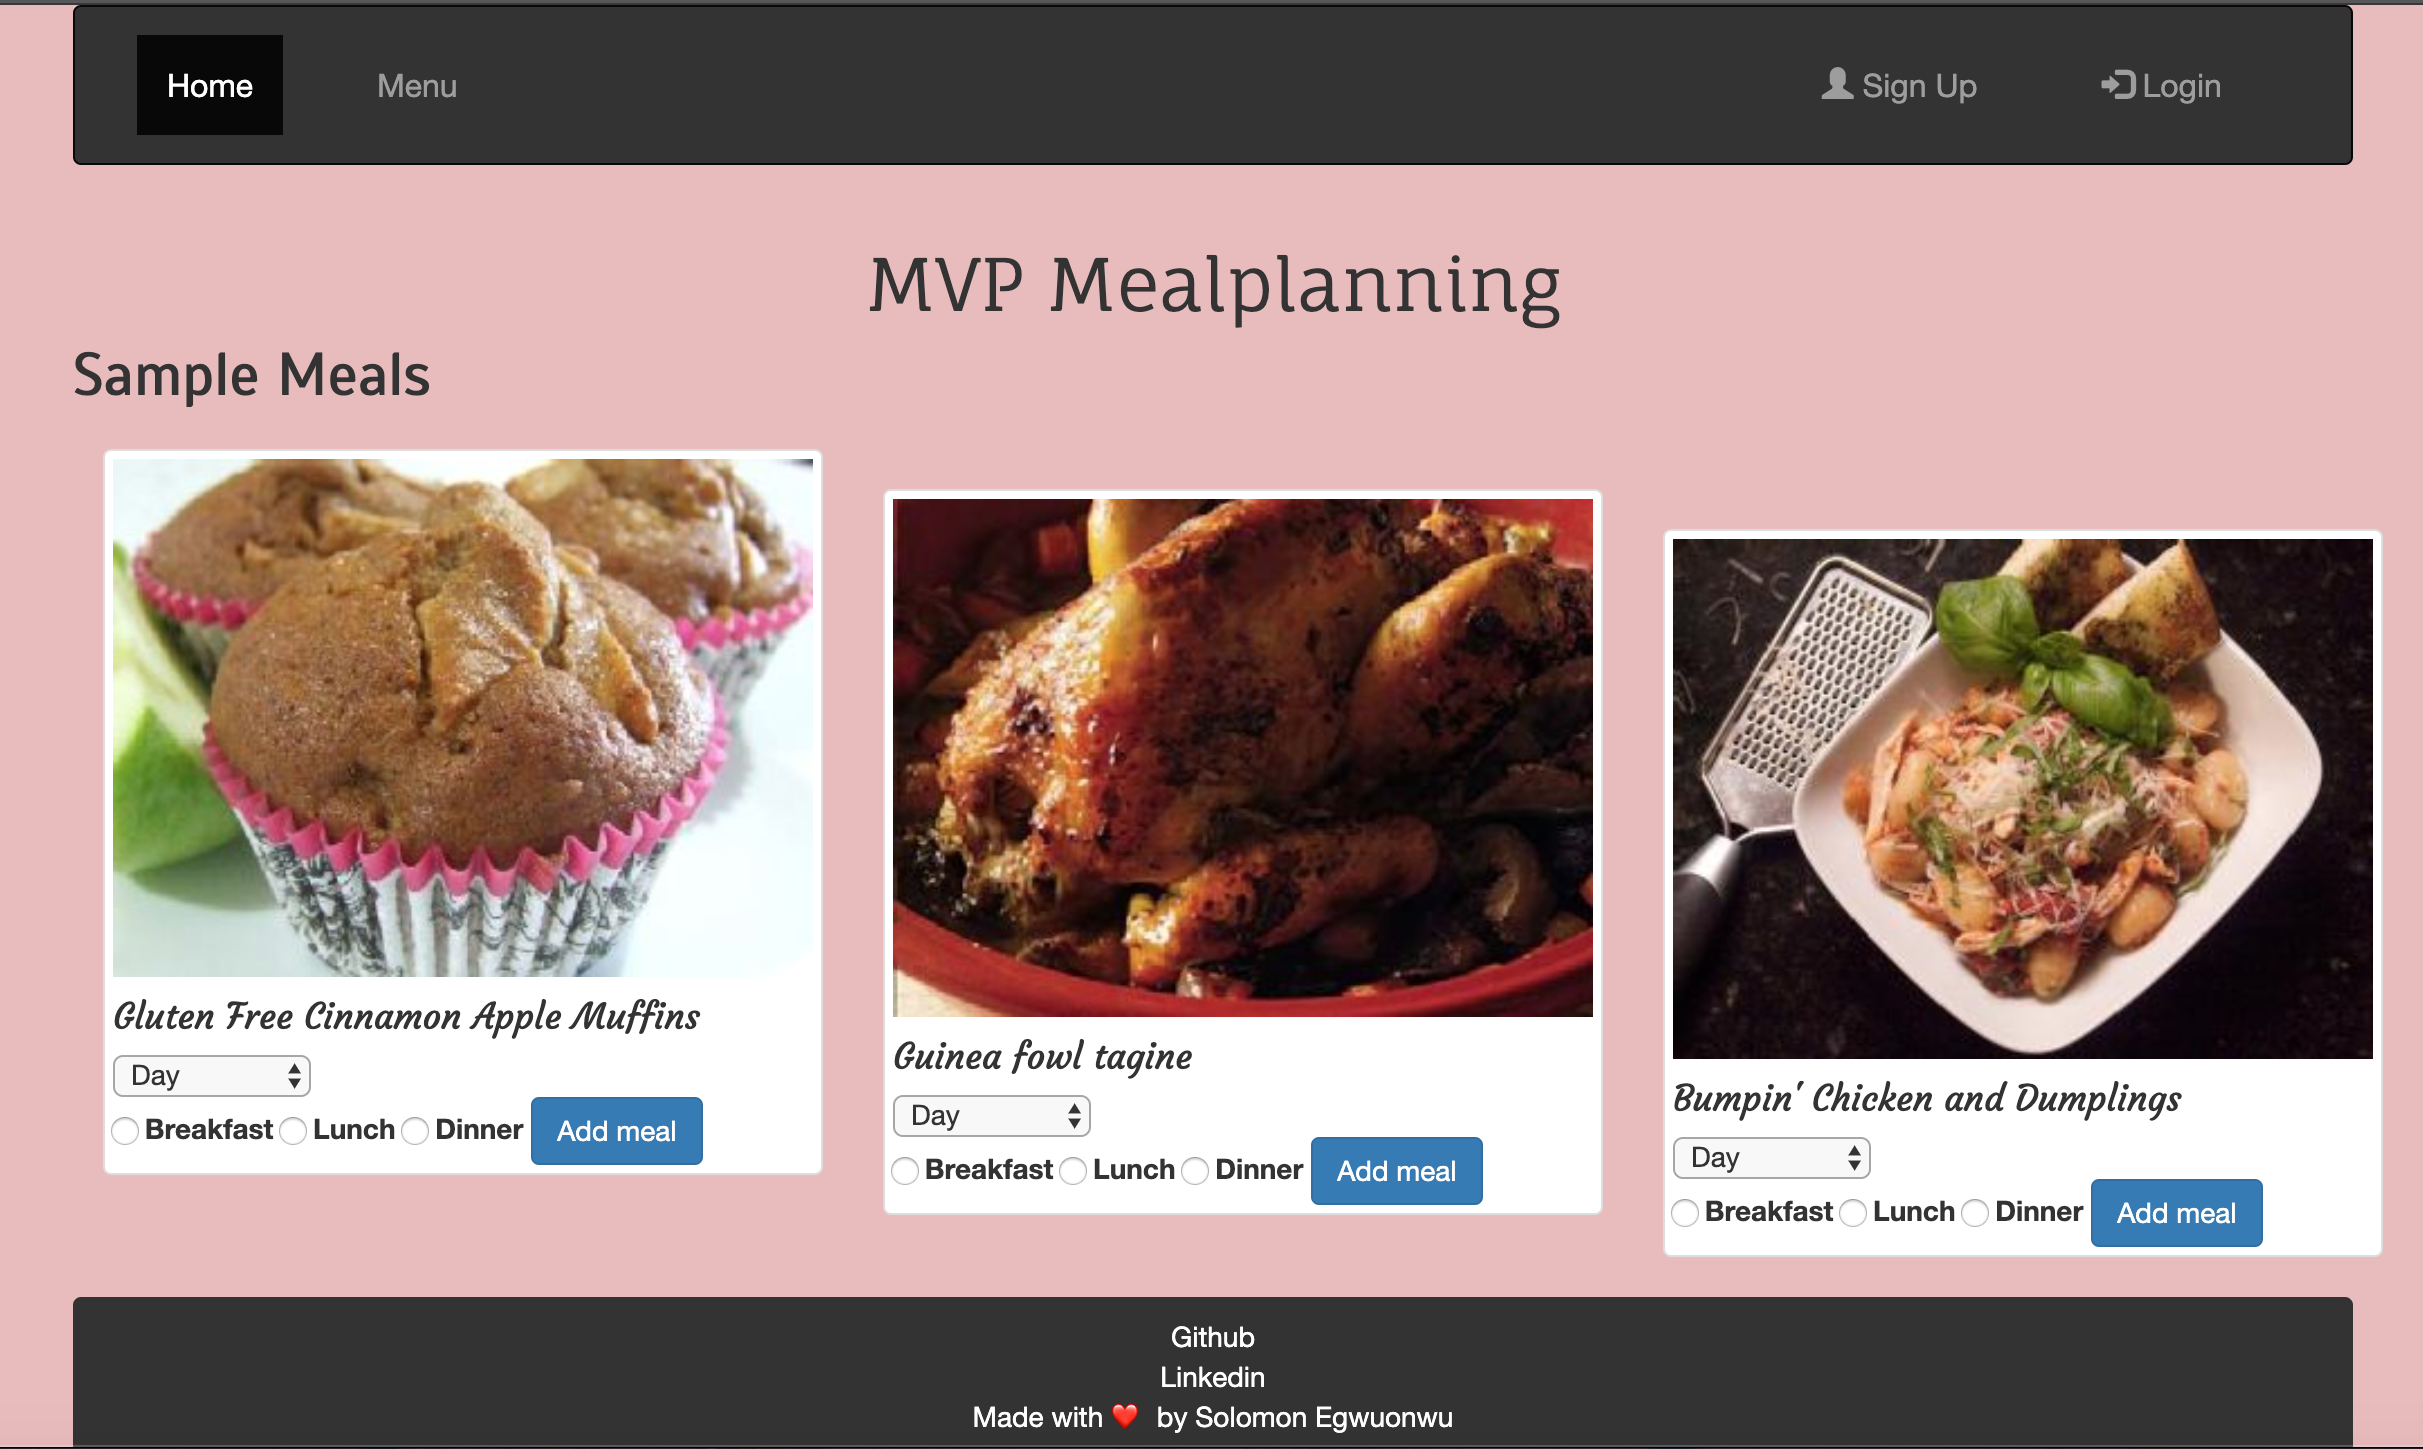 Home Menu Sign Up Login
MVP Mealplanning
Sample Meals
Gluten Free Cinnamon Apple Muffins
Day
Breakfast Lunch Dinner Add meal
Guinea fowl tagine
Day
Breakfast Lunch Dinner Add meal
Bumpin' Chicken and Dumplings
Day
Breakfast Lunch Dinner Add meal
Github
Linkedin
Made with ❤️ by Solomon Egwuonwu